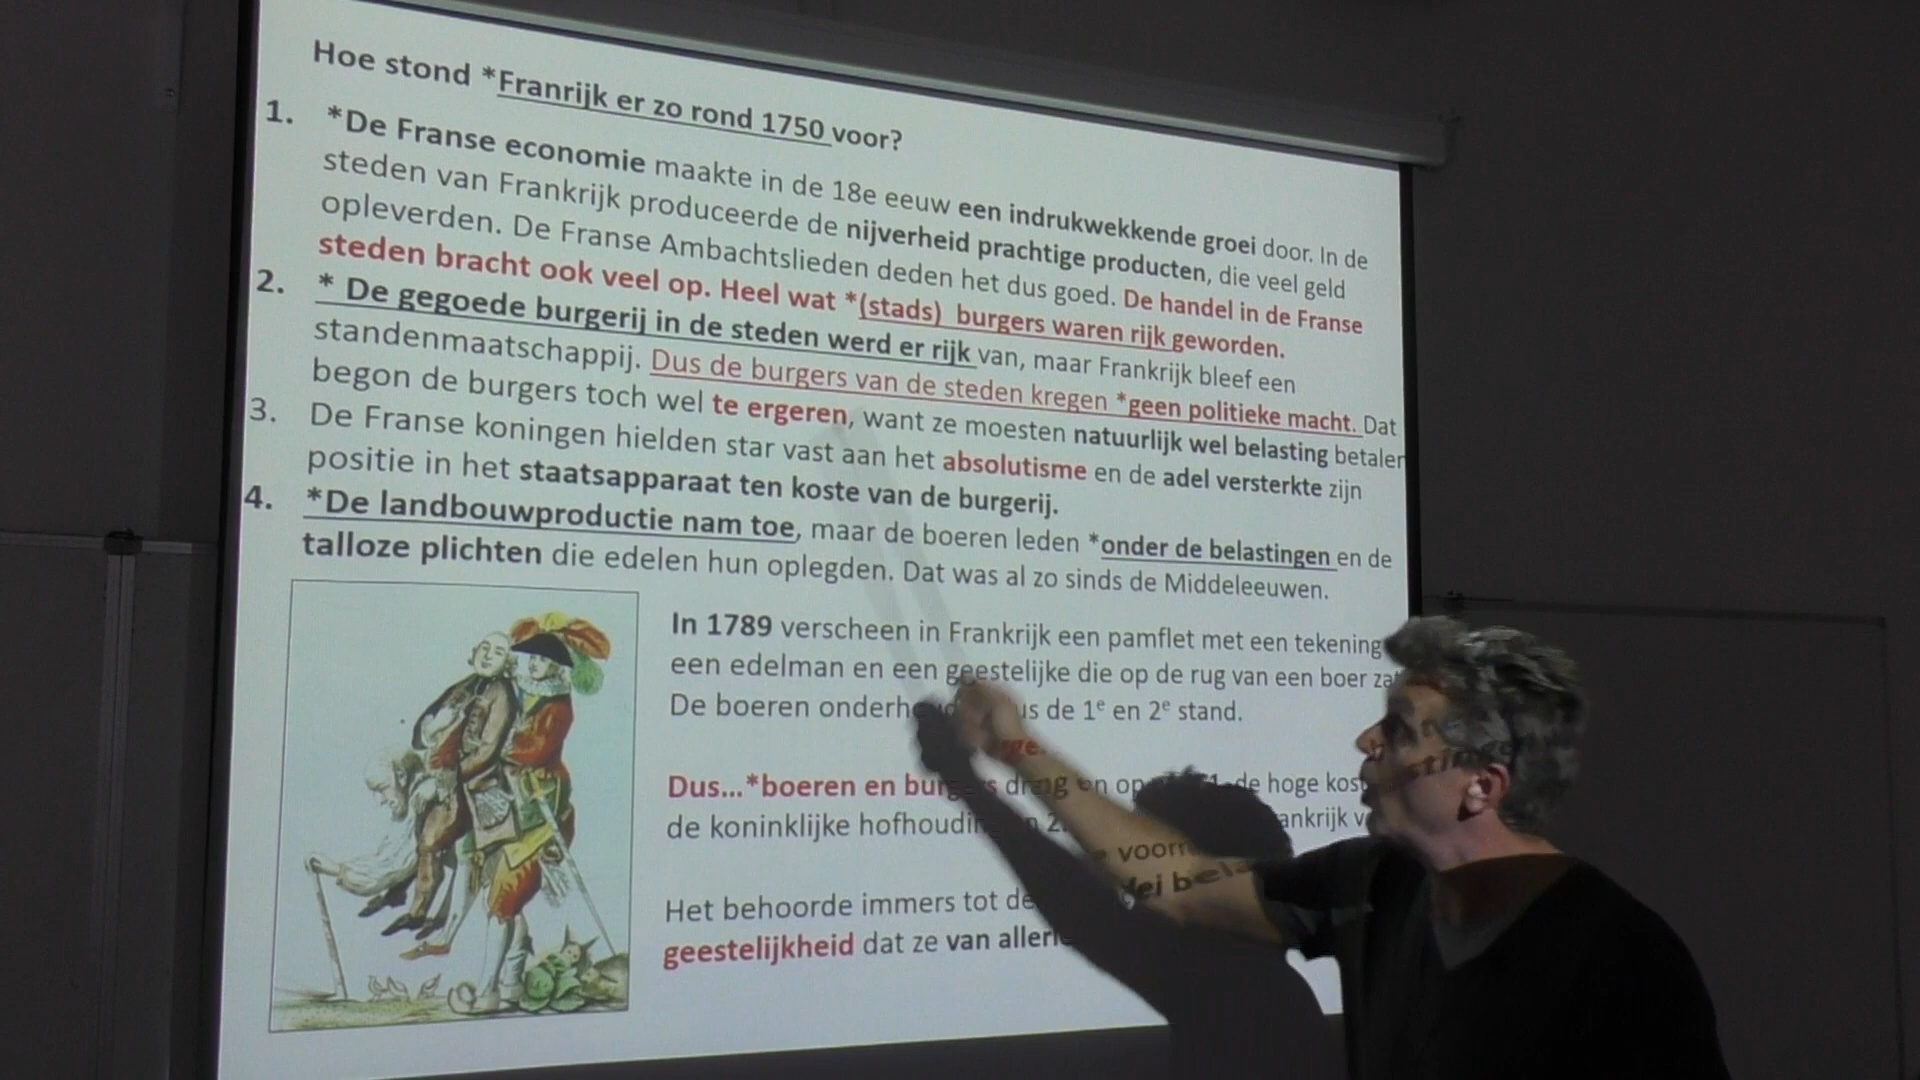 Hoe stond *Franrijk er zo rond 1750 voor?
1. *De Franse economie maakte in de 18e eeuw een indrukwekkende groei door. In de
steden van Frankrijk produceerde de nijverheid prachtige producten, die veel geld
opleverden. De Franse Ambachtslieden deden het dus goed. De handel in de Franse
steden bracht ook veel op. Heel wat *(stads) burgers waren rijk geworden.
2. * De gegoede burgerij in de steden werd er rijk van, maar Frankrijk bleef een
standenmaatschappij. Dus de burgers van de steden kregen *geen politieke macht. Dat
begon de burgers toch wel te ergeren, want ze moesten natuurlijk wel belasting betalen
3. De Franse koningen hielden star vast aan het absolutisme en de adel versterkte zijn
positie in het staatsapparaat ten koste van de burgerij.
4. *De landbouwproductie nam toe, maar de boeren leden *onder de belastingen en de
talloze plichten die edelen hun oplegden. Dat was al zo sinds de Middeleeuwen.
In 1789 verscheen in Frankrijk een pamflet met een tekening
een edelman en een geestelijke die op de rug van een boer zat
De boeren de 1e en 2e stand.
Dus...*boeren en op de hoge
de koninklijke
Het behoorde immers tot de
geestelijkheid dat ze van